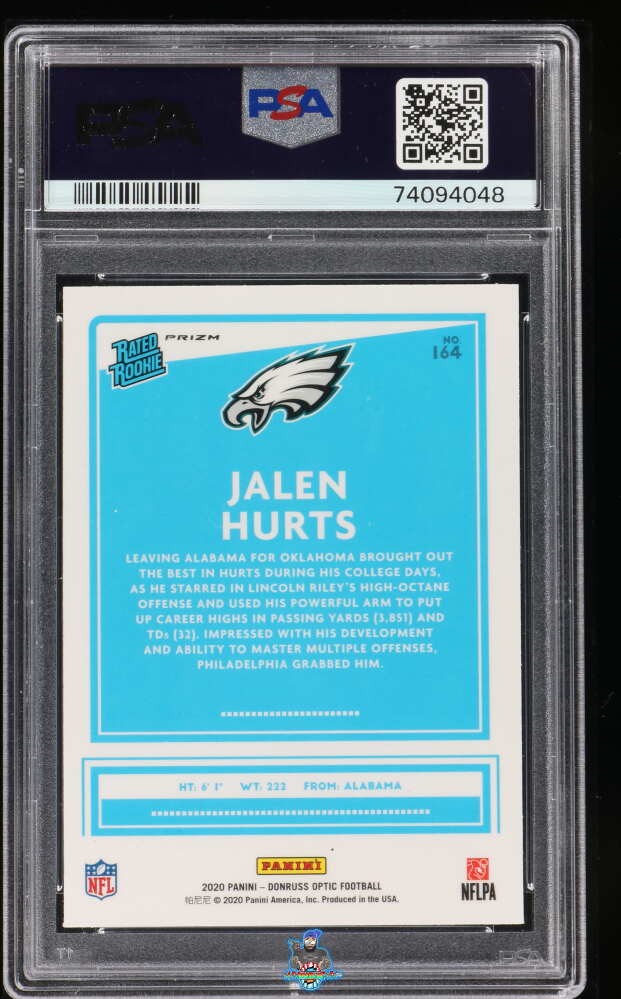 PSA
PSA
74094048
RATED
ROOKIE
PRIZM
NO.
164
JALEN
HURTS
LEAVING ALABAMA FOR OKLAHOMA BROUGHT OUT
THE BEST IN HURTS DURING HIS COLLEGE DAYS,
AS HE STARRED IN LINCOLN RILEY'S HIGH-OCTANE
OFFENSE AND USED HIS POWERFUL ARM TO PUT
UP CAREER HIGHS IN PASSING YARDS (3,851) AND
TDs (32). IMPRESSED WITH HIS DEVELOPMENT
AND ABILITY TO MASTER MULTIPLE OFFENSES,
PHILADELPHIA GRABBED HIM.
HT: 6' 1" WT: 222 FROM: ALABAMA
NFL
PANINI
NFLPA
2020 PANINI – DONRUSS OPTIC FOOTBALL
帕尼尼 © 2020 Panini America, Inc. Produced in the USA.
PSA